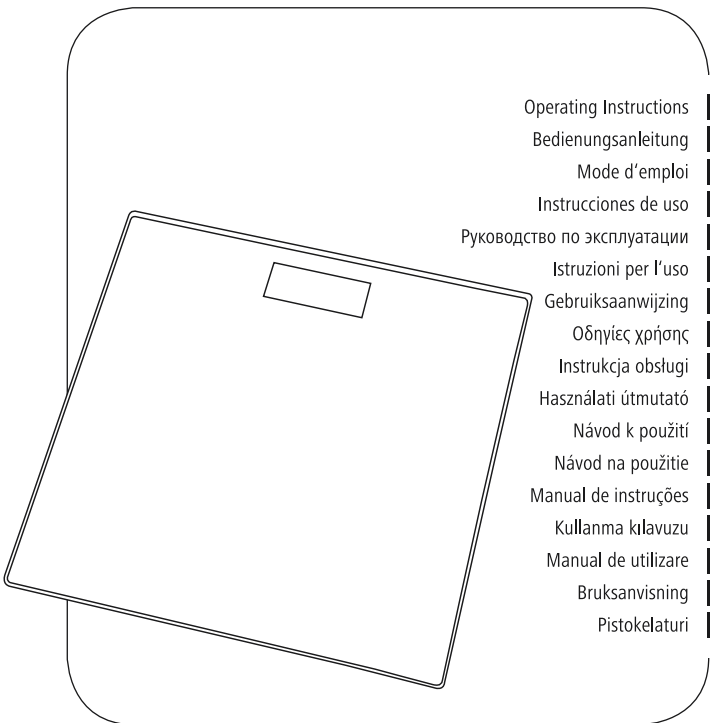 Operating Instructions
Bedienungsanleitung
Mode d‘emploi
Instrucciones de uso
Руководство по эксплуатации
Istruzioni per l‘uso
Gebruiksaanwijzing
Οδηγίες χρήσης
Instrukcja obsługi
Használati útmutató
Návod k použití
Návod na použitie
Manual de instruções
Kullanma kılavuzu
Manual de utilizare
Bruksanvisning
Pistokelaturi